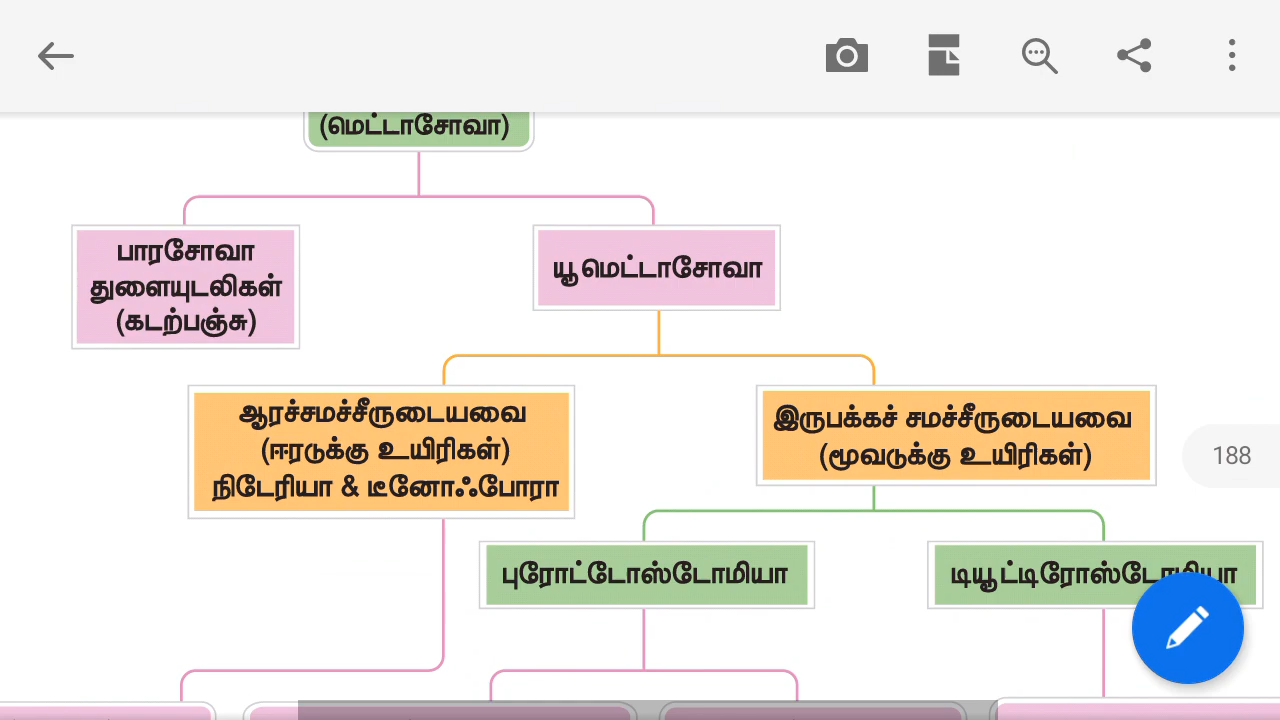 (மெட்டாசோவா)
பாரசோவா
துளையுடலிகள்
(கடற்பஞ்சு)
யூமெட்டாசோவா
ஆரச்சமச்சீருடையவை
(ஈரடுக்கு உயிரிகள்)
நிடேரியா & டீனோஃபோரா
இருபக்கச் சமச்சீருடையவை
(மூவடுக்கு உயிரிகள்)
188
புரோட்டோஸ்டோமியா
டியூட்டிரோஸ்டோமியா